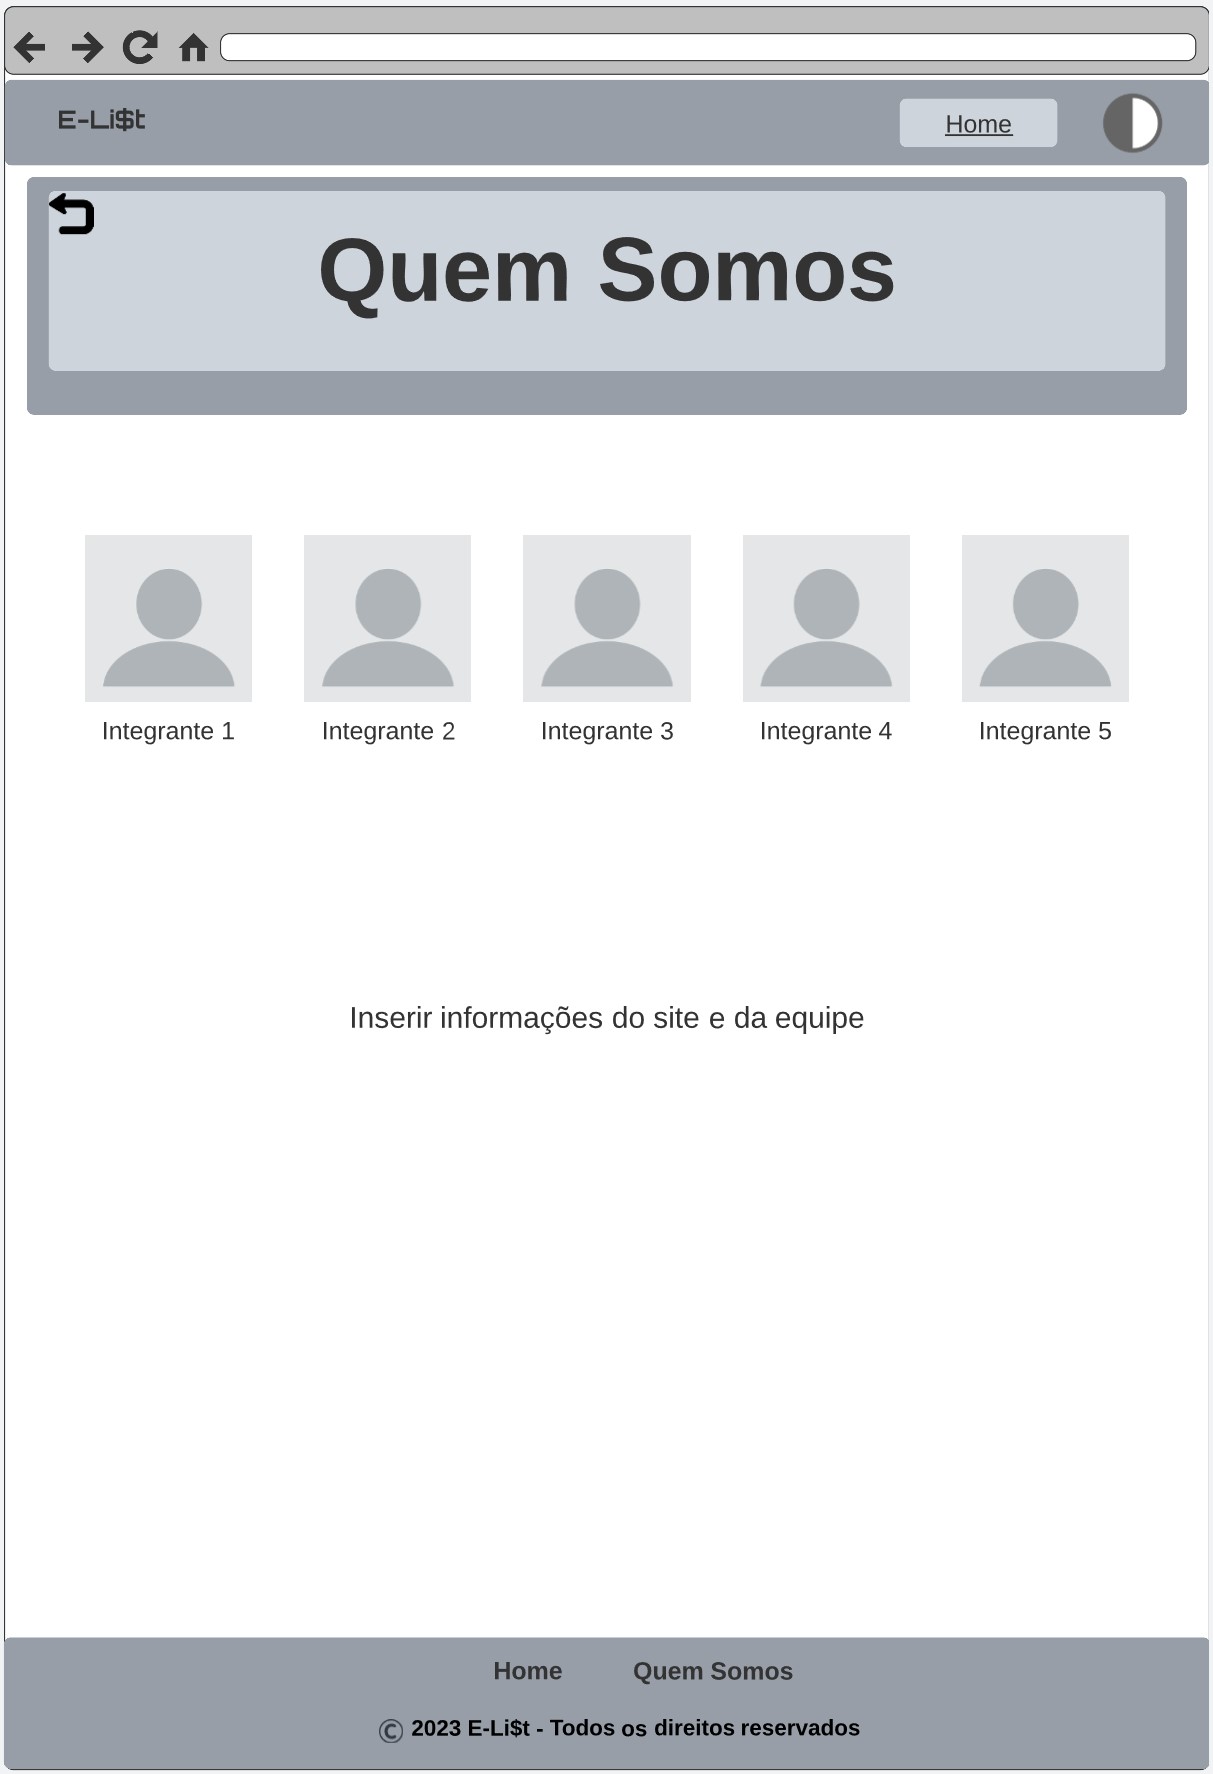 E-Li$t
Home
Quem Somos
Integrante 1 Integrante 2 Integrante 3 Integrante 4 Integrante 5
Inserir informações do site e da equipe
Home Quem Somos
© 2023 E-Li$t - Todos os direitos reservados